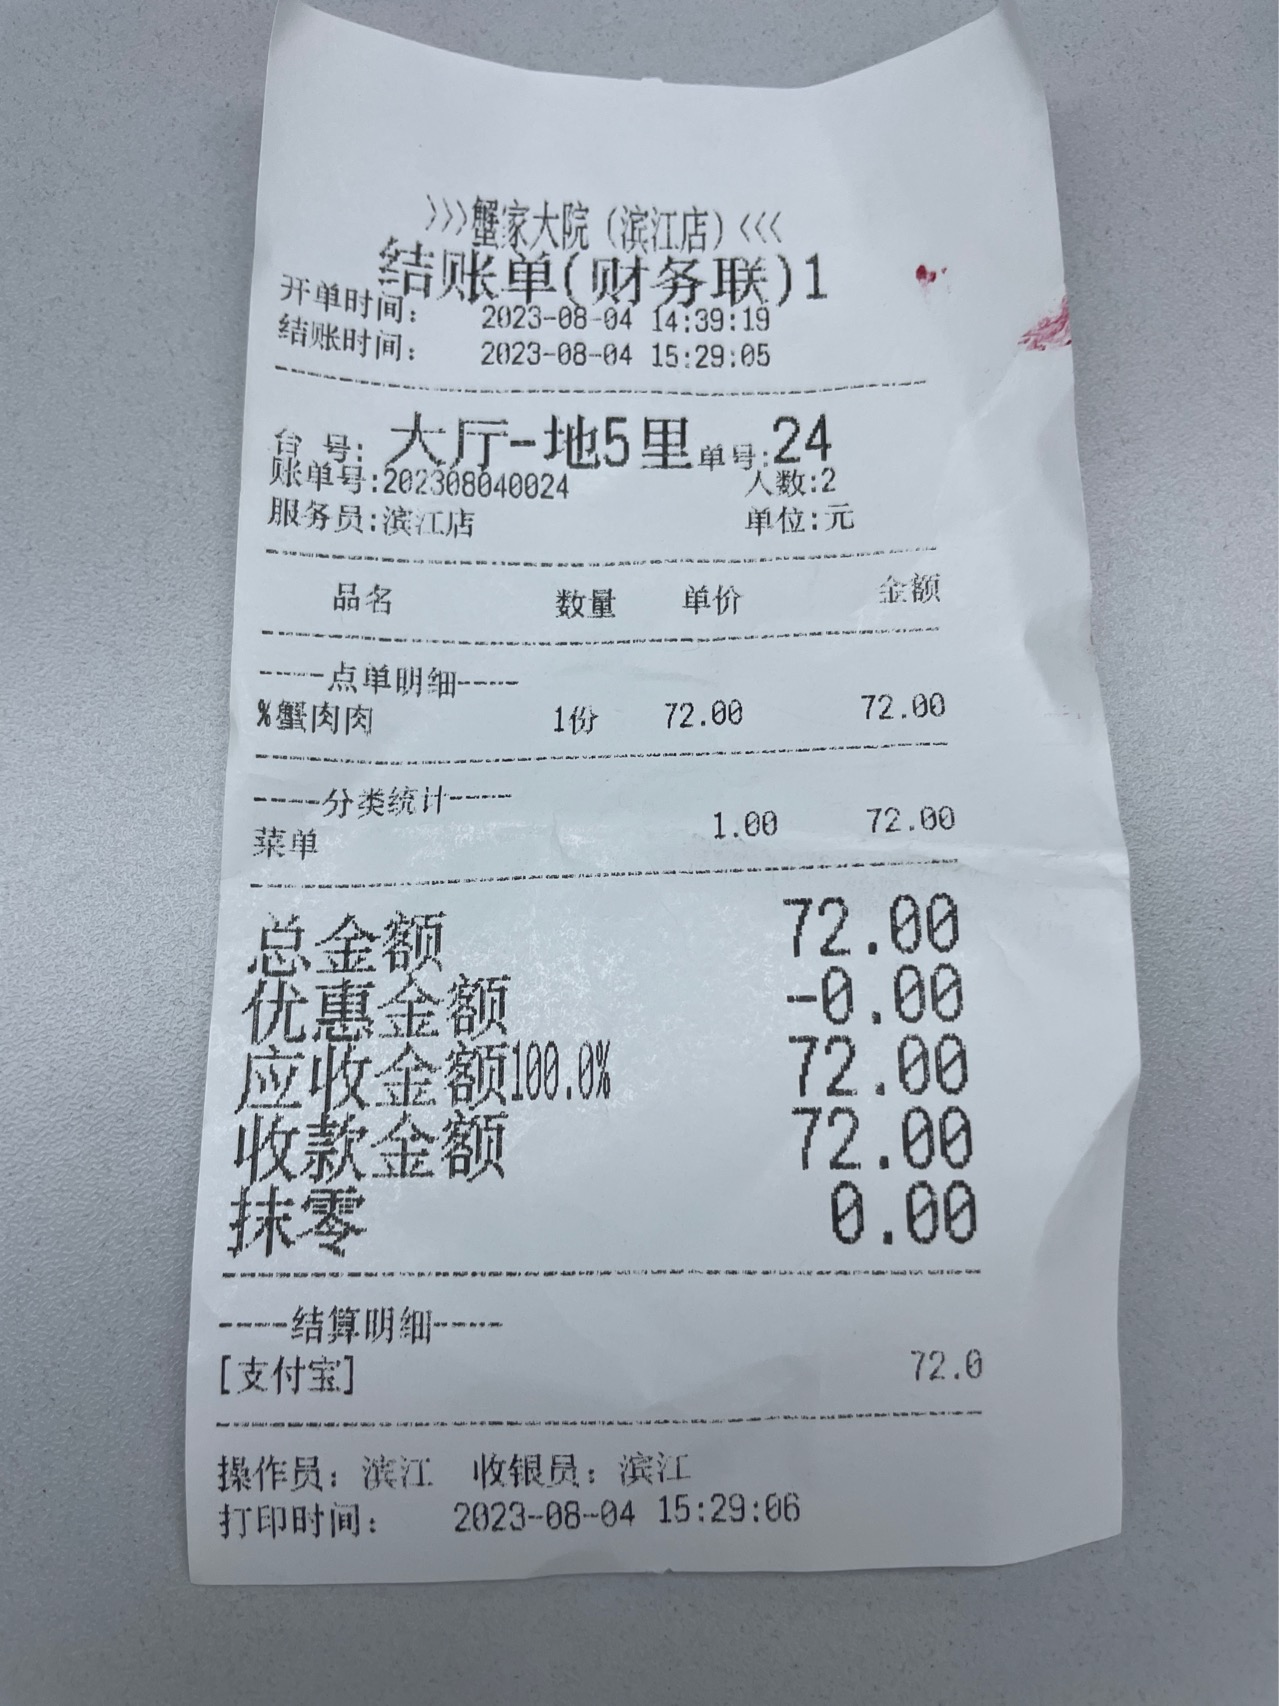 >>>蟹家大院（滨江店）<<<
结账单(财务联)1
开单时间： 2023-08-04 14:39:19
结账时间： 2023-08-04 15:29:05
台 号: 大厅-地5里 单号:24
账单号:202308040024 人数:2
服务员:滨江店 单位:元
品名 数量 单价 金额
-----点单明细-----
%蟹肉肉 1份 72.00 72.00
-----分类统计-----
菜单 1.00 72.00
总金额 72.00
优惠金额 -0.00
应收金额100.0% 72.00
收款金额 72.00
抹零 0.00
-----结算明细-----
[支付宝] 72.0
操作员：滨江 收银员：滨江
打印时间： 2023-08-04 15:29:06